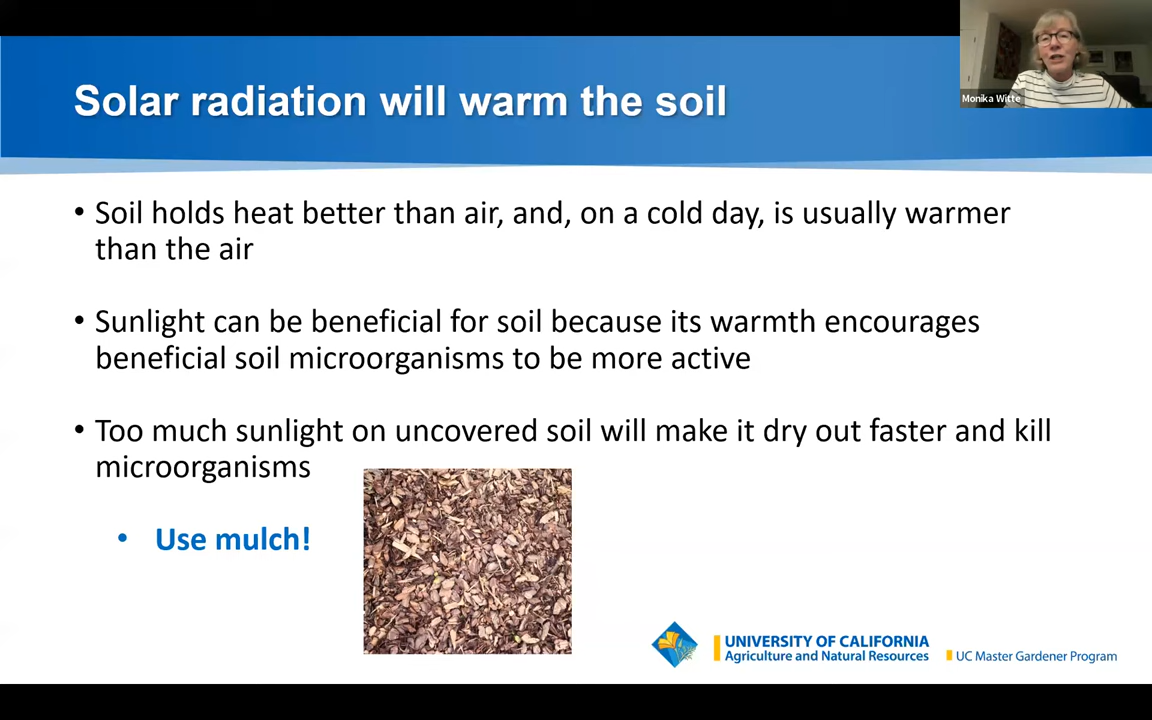 Solar radiation will warm the soil
Monika Witte
• Soil holds heat better than air, and, on a cold day, is usually warmer
than the air
• Sunlight can be beneficial for soil because its warmth encourages
beneficial soil microorganisms to be more active
• Too much sunlight on uncovered soil will make it dry out faster and kill
microorganisms
• Use mulch!
UNIVERSITY OF CALIFORNIA
Agriculture and Natural Resources
UC Master Gardener Program